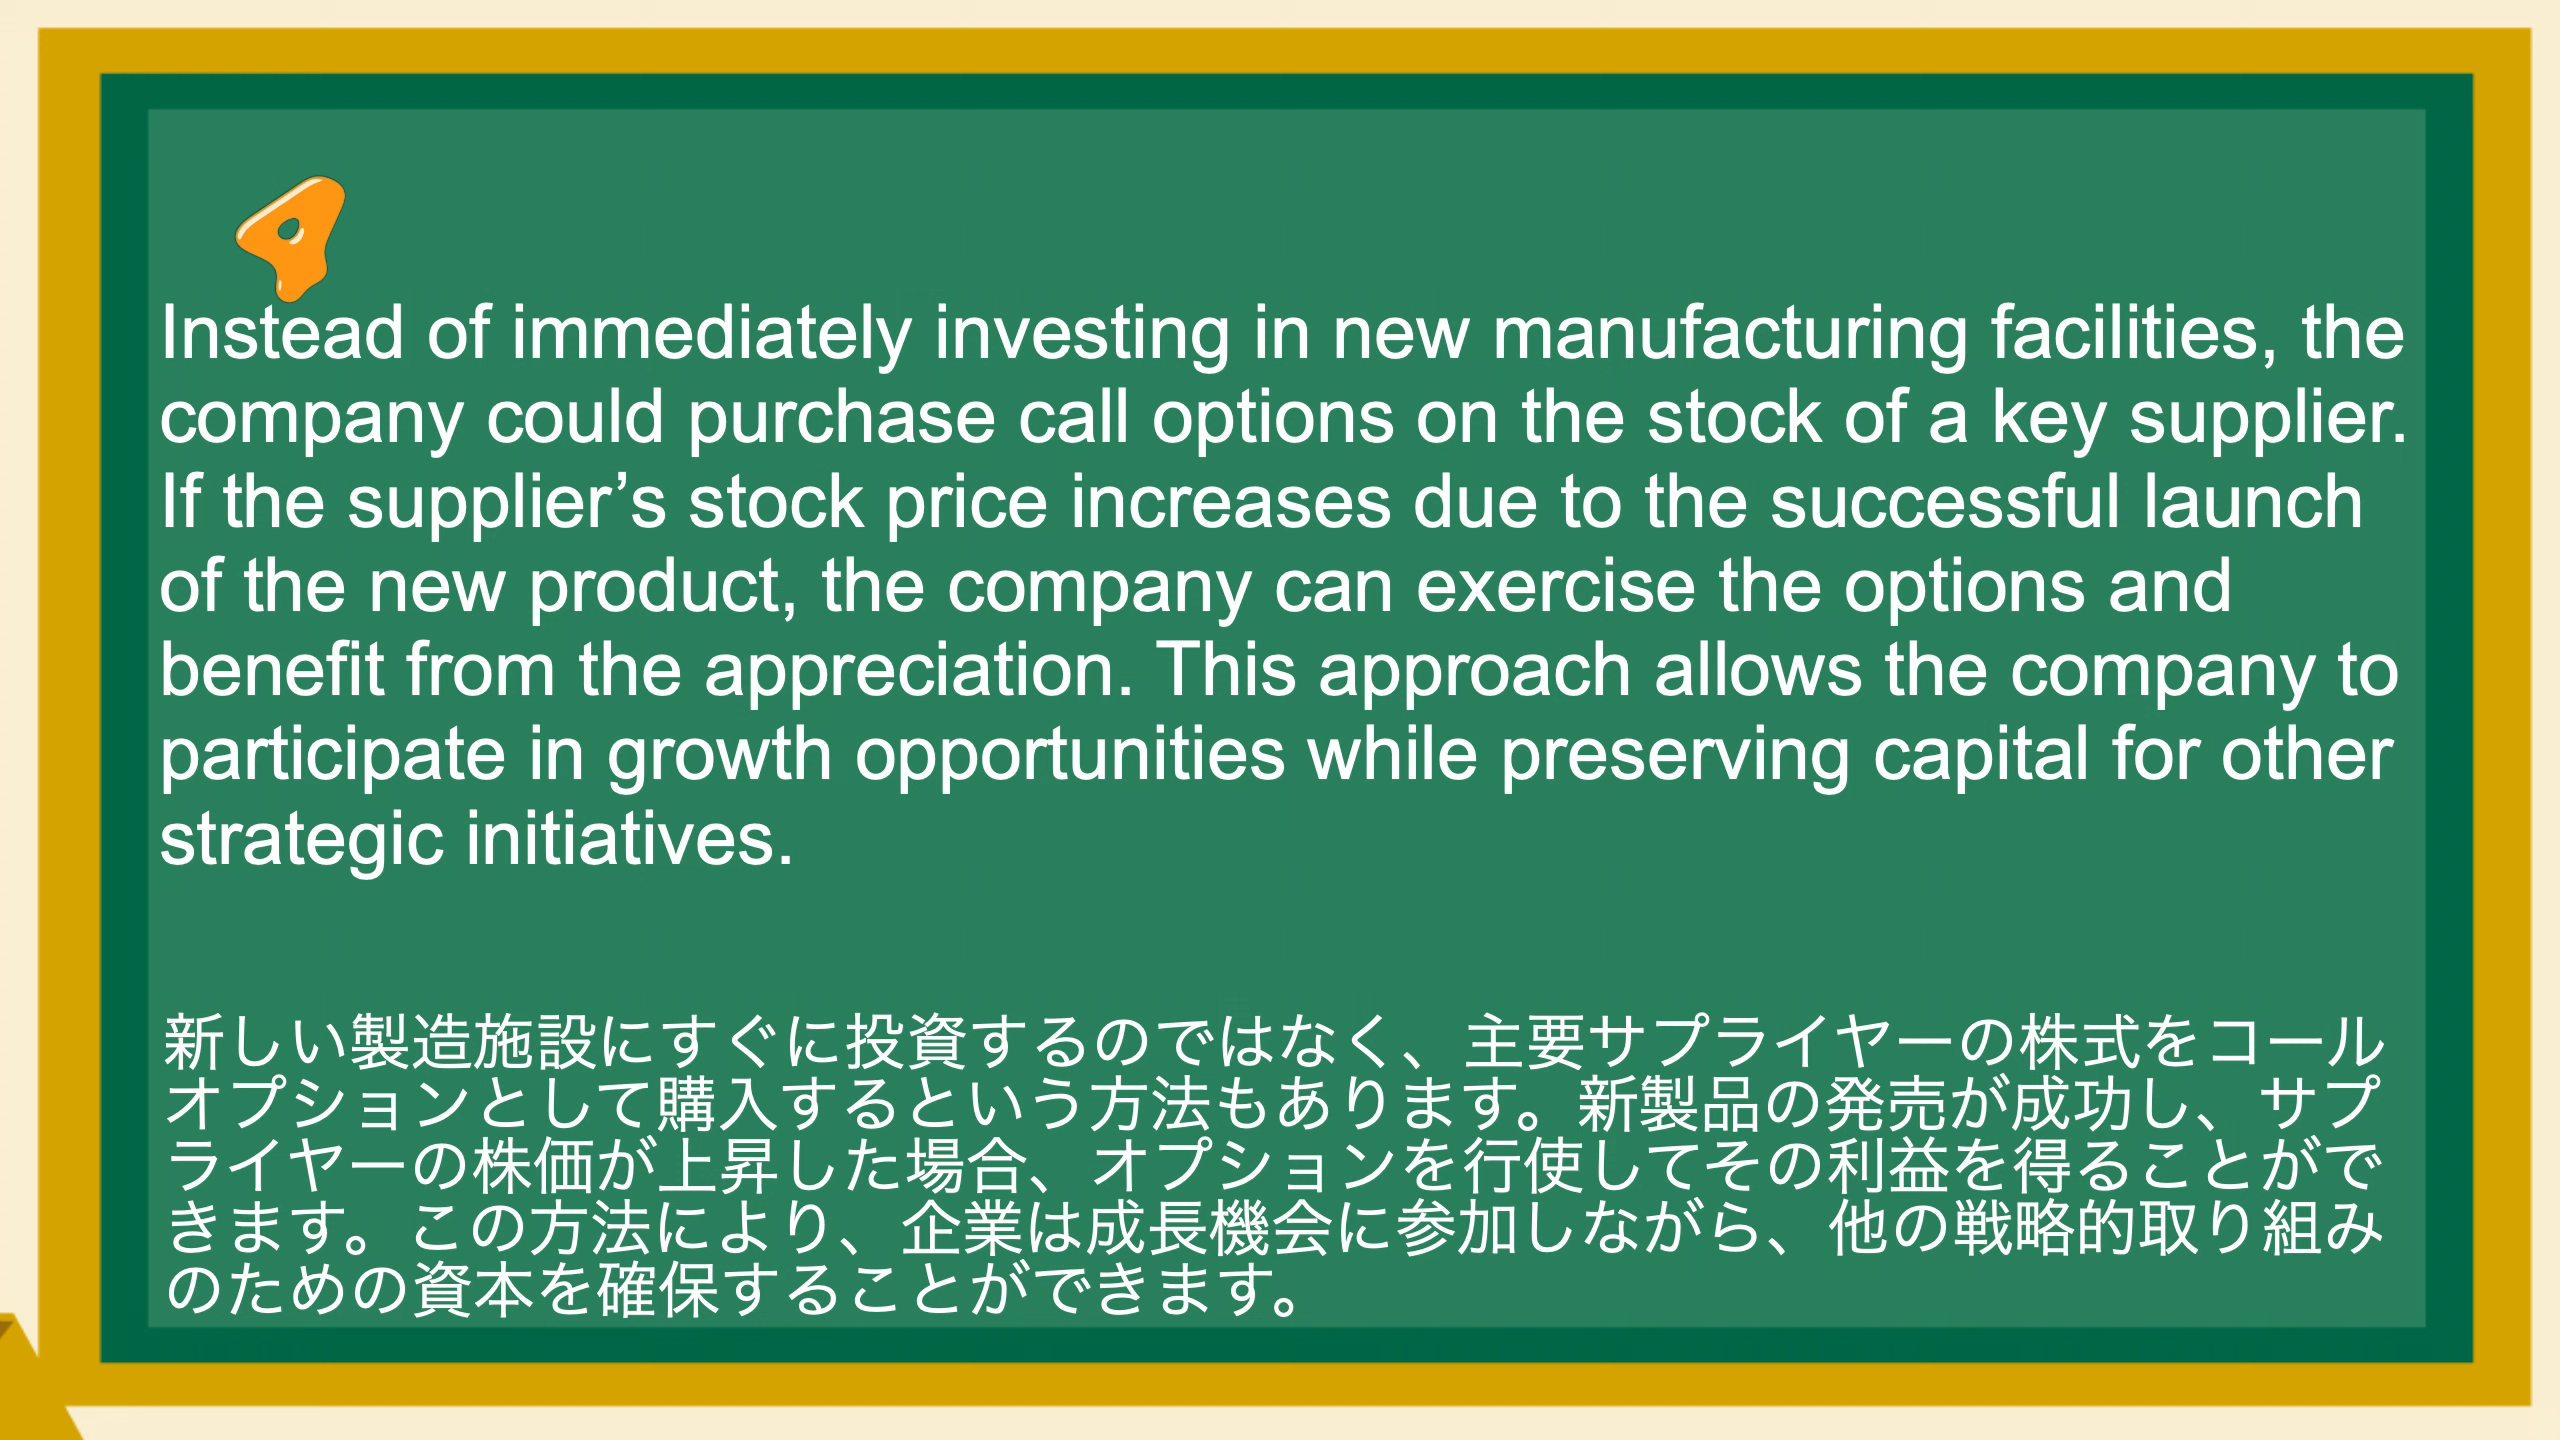 4
Instead of immediately investing in new manufacturing facilities, the
company could purchase call options on the stock of a key supplier.
If the supplier’s stock price increases due to the successful launch
of the new product, the company can exercise the options and
benefit from the appreciation. This approach allows the company to
participate in growth opportunities while preserving capital for other
strategic initiatives.
新しい製造施設にすぐに投資するのではなく、主要サプライヤーの株式をコール
オプションとして購入するという方法もあります。新製品の発売が成功し、サプ
ライヤーの株価が上昇した場合、オプションを行使してその利益を得ることがで
きます。この方法により、企業は成長機会に参加しながら、他の戦略的取り組み
のための資本を確保することができます。